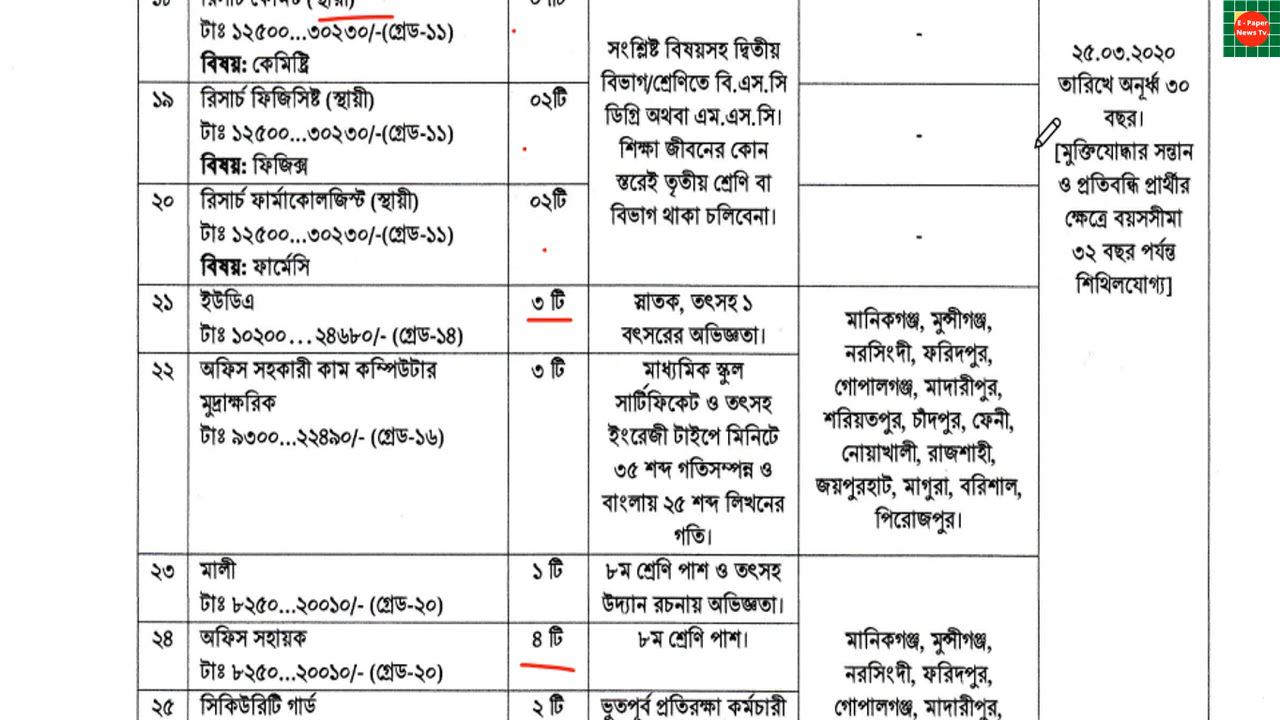 ১৮
রিসার্চ কেমিষ্ট (স্থায়ী)
টাঃ ১২৫০০...৩০২৩০/-(গ্রেড-১১)
বিষয়: কেমিষ্ট্রি
-
১৯
রিসার্চ ফিজিসিষ্ট (স্থায়ী)
টাঃ ১২৫০০...৩০২৩০/-(গ্রেড-১১)
বিষয়: ফিজিক্স
০২টি
-
২০
রিসার্চ ফার্মাকোলজিস্ট (স্থায়ী)
টাঃ ১২৫০০...৩০২৩০/-(গ্রেড-১১)
বিষয়: ফার্মেসি
০২টি
সংশ্লিষ্ট বিষয়সহ দ্বিতীয়
বিভাগ/শ্রেণিতে বি.এস.সি
ডিগ্রি অথবা এম.এস.সি।
শিক্ষা জীবনের কোন
স্তরেই তৃতীয় শ্রেণি বা
বিভাগ থাকা চলিবেনা।
-
২১
ইউডিএ
টাঃ ১০২০০...২৪৬৮০/- (গ্রেড-১৪)
৩ টি
স্নাতক, তৎসহ ১
বৎসরের অভিজ্ঞতা।
২২
অফিস সহকারী কাম কম্পিউটার
মুদ্রাক্ষরিক
টাঃ ৯৩০০...২২৪৯০/- (গ্রেড-১৬)
৩ টি
মাধ্যমিক স্কুল
সার্টিফিকেট ও তৎসহ
ইংরেজী টাইপে মিনিটে
৩৫ শব্দ গতিসম্পন্ন ও
বাংলায় ২৫ শব্দ লিখনের
গতি।
মানিকগঞ্জ, মুন্সীগঞ্জ,
নরসিংদী, ফরিদপুর,
গোপালগঞ্জ, মাদারীপুর,
শরিয়তপুর, চাঁদপুর, ফেনী,
নোয়াখালী, রাজশাহী,
জয়পুরহাট, মাগুরা, বরিশাল,
পিরোজপুর।
২৩
মালী
টাঃ ৮২৫০...২০০১০/- (গ্রেড-২০)
১ টি
৮ম শ্রেণি পাশ ও তৎসহ
উদ্যান রচনায় অভিজ্ঞতা।
২৪
অফিস সহায়ক
টাঃ ৮২৫০...২০০১০/- (গ্রেড-২০)
৪ টি
৮ম শ্রেণি পাশ।
২৫
সিকিউরিটি গার্ড
২ টি
ভুতপূর্ব প্রতিরক্ষা কর্মচারী
মানিকগঞ্জ, মুন্সীগঞ্জ,
নরসিংদী, ফরিদপুর,
গোপালগঞ্জ, মাদারীপুর,
২৫.০৩.২০২০
তারিখে অনূর্ধ্ব ৩০
বছর।
[মুক্তিযোদ্ধার সন্তান
ও প্রতিবন্ধি প্রার্থীর
ক্ষেত্রে বয়সসীমা
৩২ বছর পর্যন্ত
শিথিলযোগ্য]
E - Paper
News Tv.